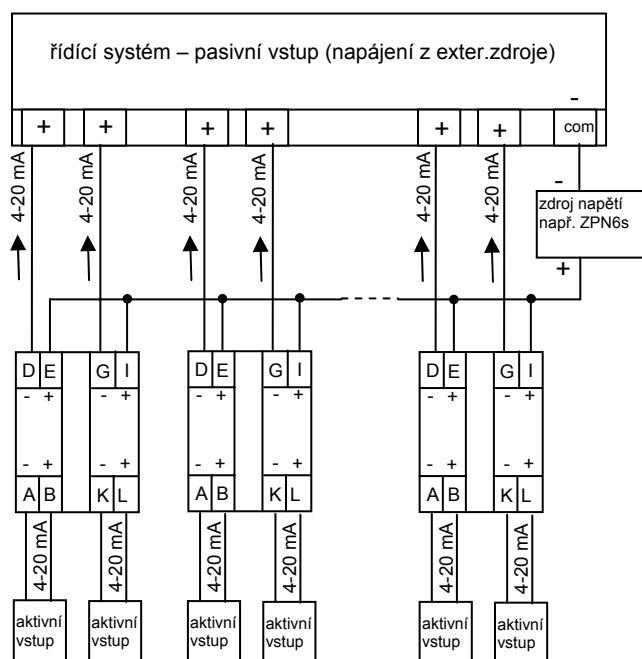 řídící systém – pasivní vstup (napájení z exter.zdroje)
-
+ + + + + + com
4-20 mA 4-20 mA 4-20 mA 4-20 mA 4-20 mA 4-20 mA
-
zdroj napětí
např. ZPN6s
+
D E G I D E G I D E G I
- + - + - + - + - + - +
- + - + - + - + - + - +
A B K L A B K L A B K L
4-20 mA 4-20 mA 4-20 mA 4-20 mA 4-20 mA 4-20 mA
aktivní aktivní aktivní aktivní aktivní aktivní
vstup vstup vstup vstup vstup vstup